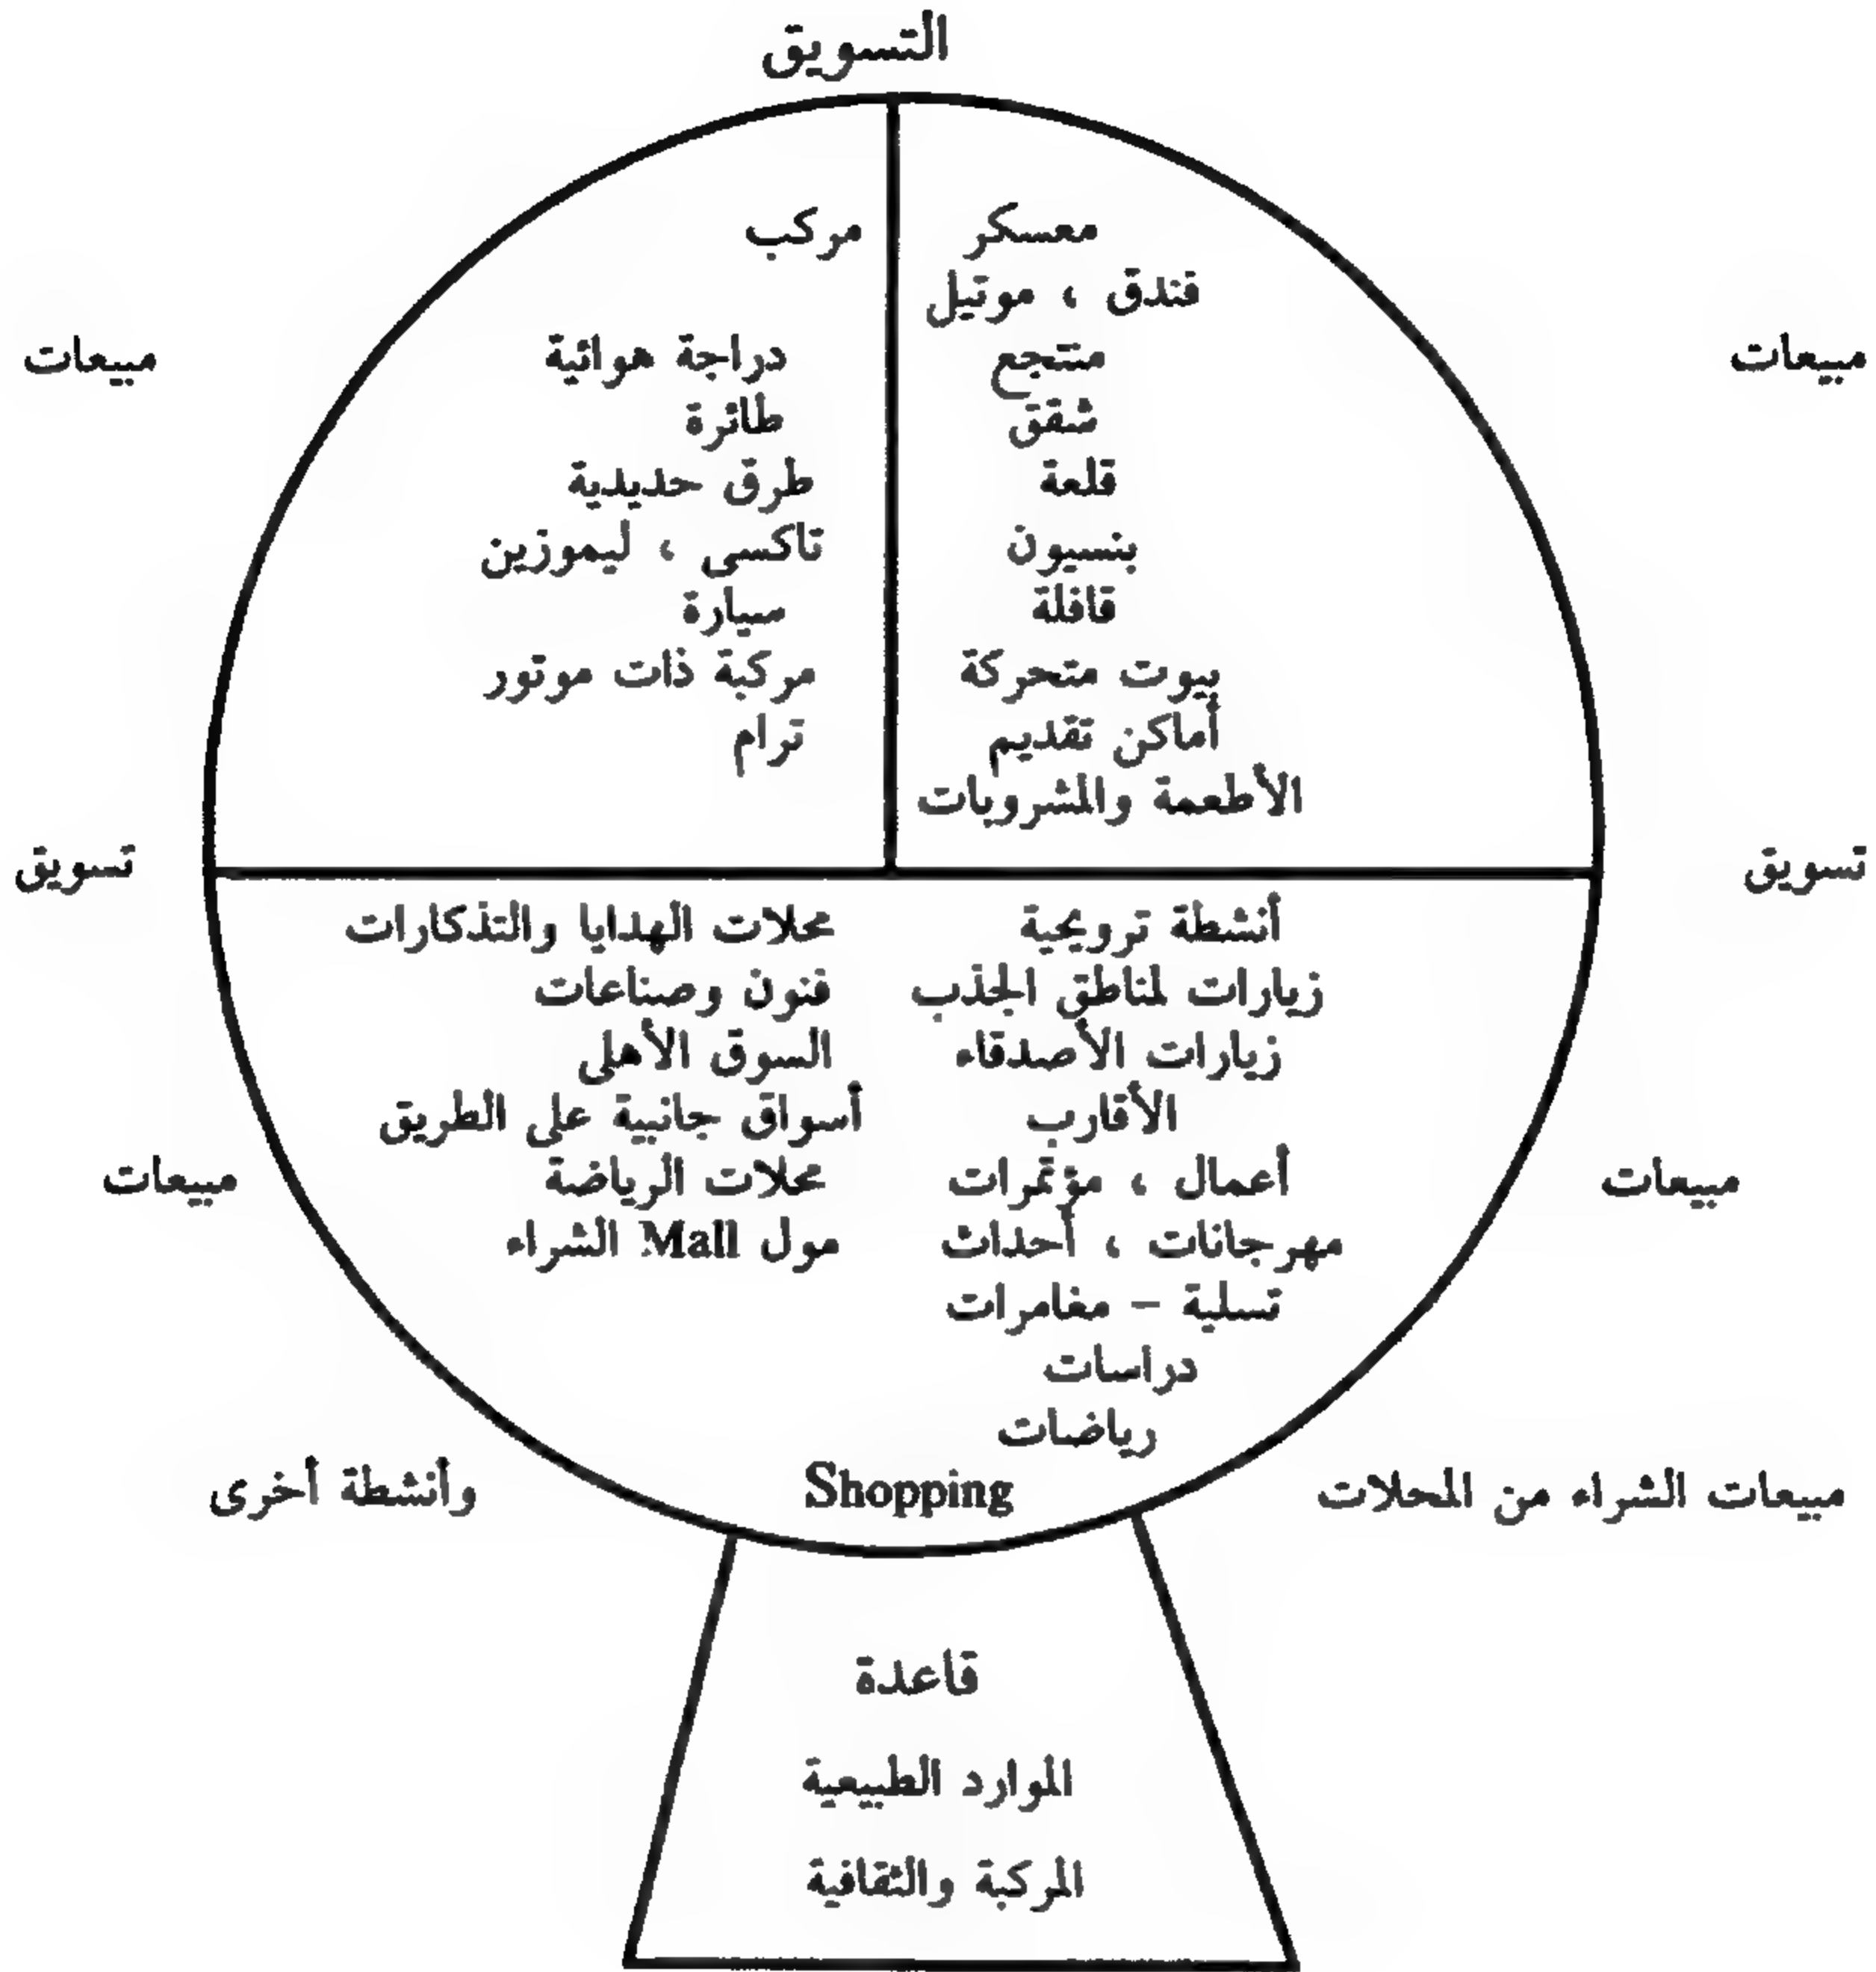 التسويق
معسكر
فندق ، موتيل
منتجع
شقق
قلعة
بنسيون
قافلة
بيوت متحركة
أماكن تقديم
الأطعمة والمشروبات
مركب
دراجة هوائية
طائرة
طرق حديدية
تاكسى ، ليموزين
سيارة
مركبة ذات موتور
ترام
مبيعات
مبيعات
تسويق
تسويق
أنشطة ترويحية
زيارات لمناطق الجذب
زيارات الأصدقاء
الأقارب
أعمال ، مؤتمرات
مهرجانات ، أحداث
تسلية – مغامرات
دراسات
رياضات
محلات الهدايا والتذكارات
فنون وصناعات
السوق الأهلى
أسواق جانبية على الطريق
محلات الرياضة
مول Mall الشراء
مبيعات
مبيعات
مبيعات الشراء من المحلات
Shopping
وأنشطة أخرى
قاعدة
الموارد الطبيعية
المركبة والثقافية